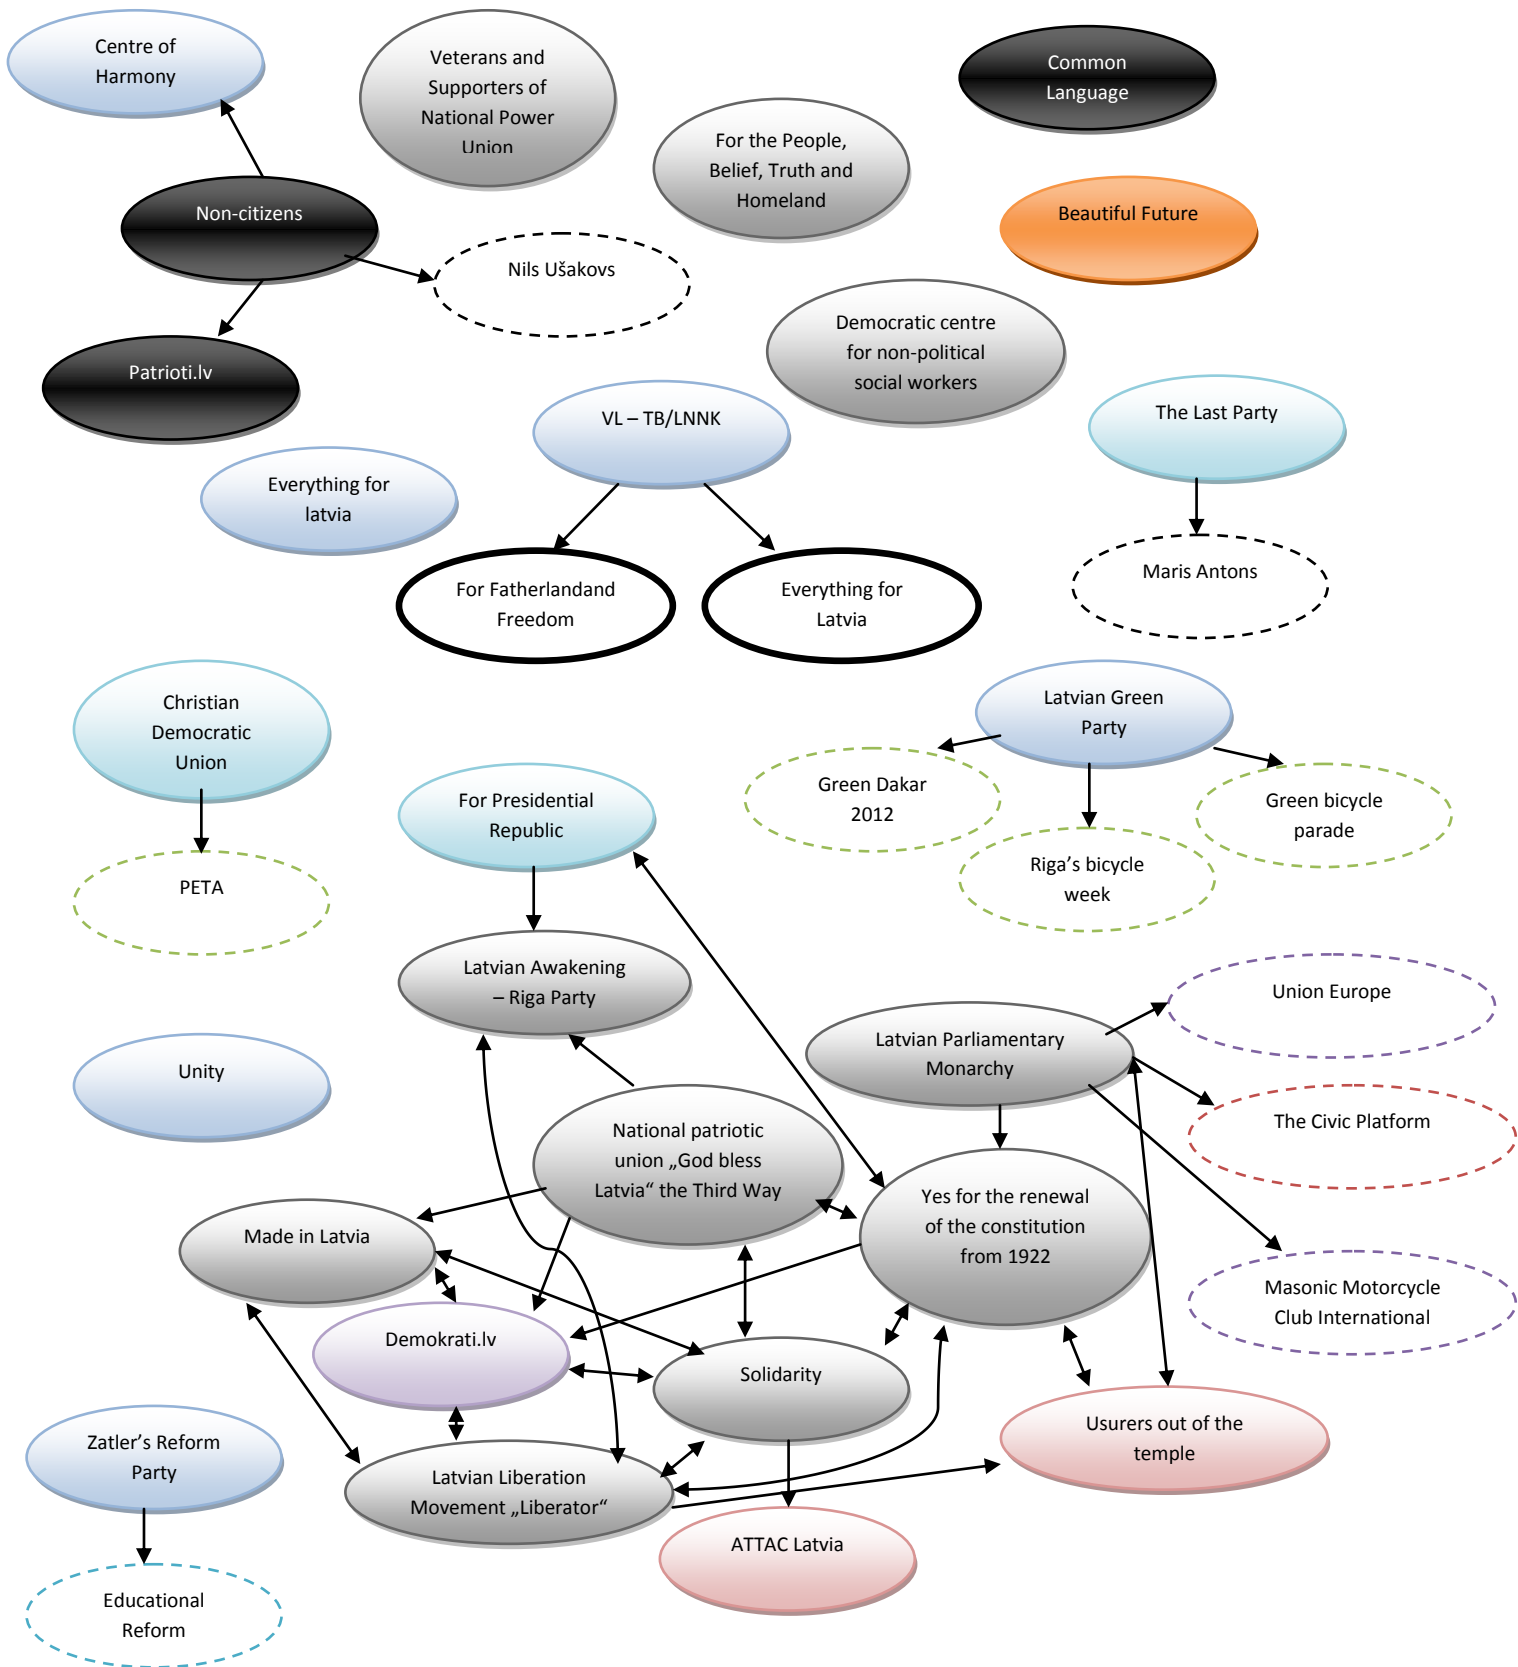 Centre of
Harmony
Veterans and
Supporters of
National Power
Union
Common
Language
For the People,
Belief, Truth and
Homeland
Non-citizens
Beautiful Future
Nils Ušakovs
Democratic centre
for non-political
social workers
Patrioti.lv
VL – TB/LNNK
The Last Party
Everything for
latvia
For Fatherlandand
Freedom
Everything for
Latvia
Maris Antons
Christian
Democratic
Union
Latvian Green
Party
For Presidential
Republic
Green Dakar
2012
Green bicycle
parade
Riga's bicycle
week
PETA
Latvian Awakening
– Riga Party
Union Europe
Latvian Parliamentary
Monarchy
Unity
The Civic Platform
National patriotic
union „God bless
Latvia“ the Third Way
Yes for the renewal
of the constitution
from 1922
Made in Latvia
Masonic Motorcycle
Club International
Demokrati.lv
Solidarity
Usurers out of the
temple
Zatler's Reform
Party
Latvian Liberation
Movement „Liberator“
ATTAC Latvia
Educational
Reform